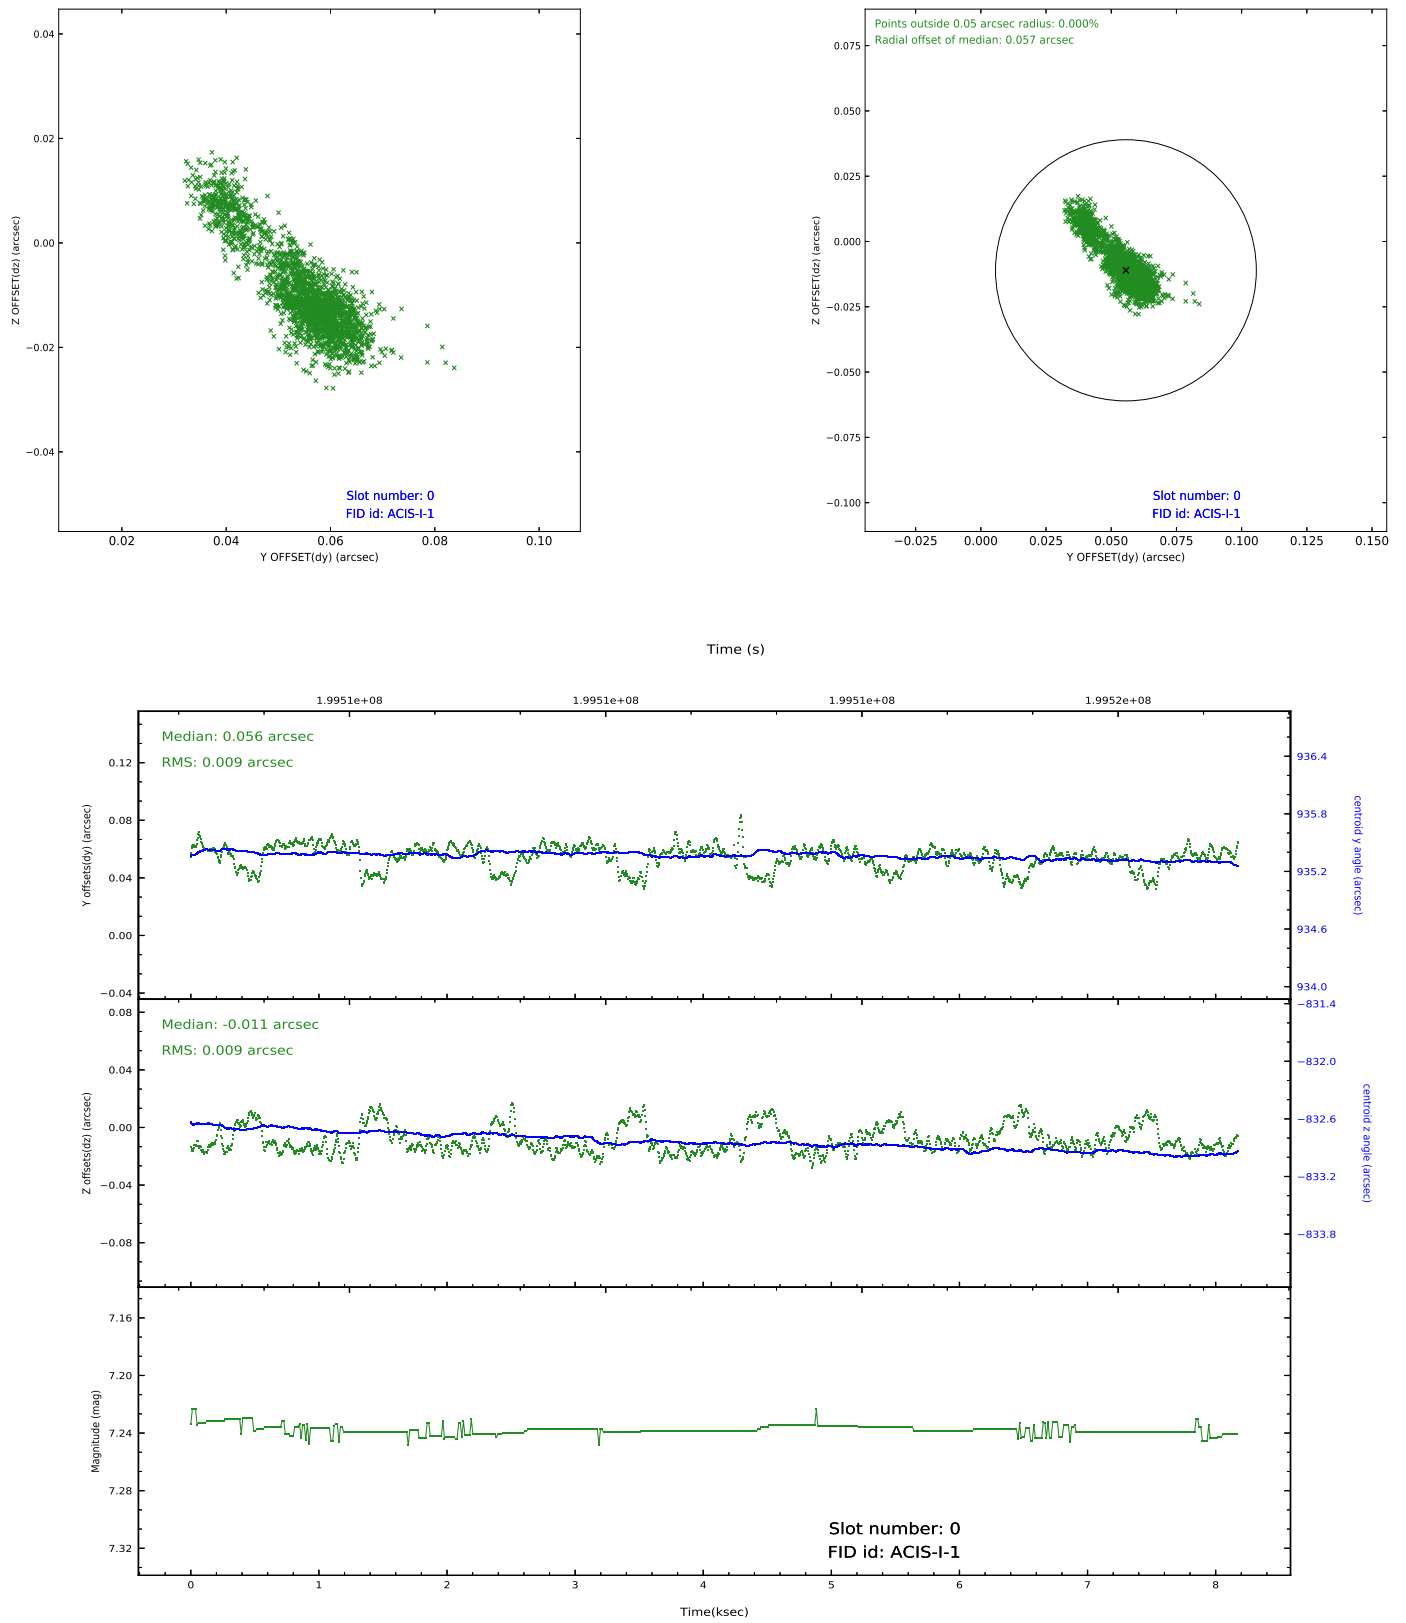 0.04
0.02
0.00
−0.02
−0.04
Z OFFSET(dz) (arcsec)
0.02 0.04 0.06 0.08 0.10
Y OFFSET(dy) (arcsec)
Slot number: 0
FID id: ACIS-I-1
Points outside 0.05 arcsec radius: 0.000%
Radial offset of median: 0.057 arcsec
0.075
0.050
0.025
0.000
−0.025
−0.050
−0.075
−0.100
Z OFFSET(dz) (arcsec)
−0.025 0.000 0.025 0.050 0.075 0.100 0.125 0.150
Y OFFSET(dy) (arcsec)
Slot number: 0
FID id: ACIS-I-1
Time (s)
1.9951e+08 1.9951e+08 1.9951e+08 1.9952e+08
Median: 0.056 arcsec
RMS: 0.009 arcsec
0.12
0.08
0.04
0.00
−0.04
Y offsets(dy) (arcsec)
936.4
935.8
935.2
934.6
934.0
centroid y angle (arcsec)
Median: -0.011 arcsec
RMS: 0.009 arcsec
0.08
0.04
0.00
−0.04
−0.08
Z offsets(dz) (arcsec)
−831.4
−832.0
−832.6
−833.2
−833.8
centroid z angle (arcsec)
7.16
7.20
7.24
7.28
7.32
Magnitude (mag)
Slot number: 0
FID id: ACIS-I-1
0 1 2 3 4 5 6 7 8
Time(ksec)